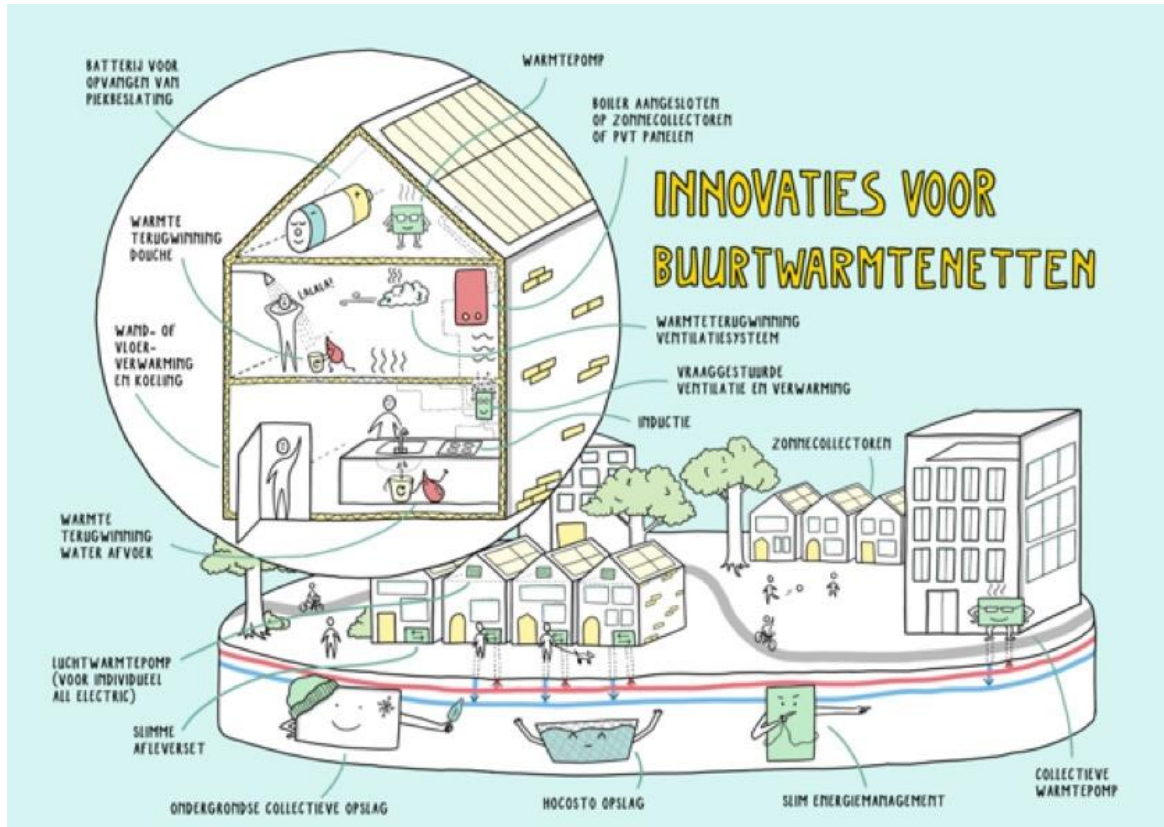 BATTERIJ VOOR
OPVANGEN VAN
PIEKBESLATING
WARMTEPOMP
BOILER AANGESLOTEN
OP ZONNECOLLECTOREN
OF PVT PANELEN
INNOVATIES VOOR
BUURTWARMTENETTEN
WARMTE
TERUGWINNING
DOUCHE
LALALA!
WAND- OF
VLOER-
VERWARMING
EN KOELING
WARMTETERUGWINNING
VENTILATIESYSTEEM
VRAAGGESTUURDE
VENTILATIE EN VERWARMING
INDUCTIE
ZONNECOLLECTOREN
WARMTE
TERUGWINNING
WATER AFVOER
LUCHTWARMTEPOMP
(VOOR INDIVIDUEEL
ALL ELECTRIC)
SLIMME
AFLEVERSET
ONDERGRONDSE COLLECTIEVE OPSLAG
HOCOSTO OPSLAG
SLIM ENERGIEMANAGEMENT
COLLECTIEVE
WARMTEPOMP